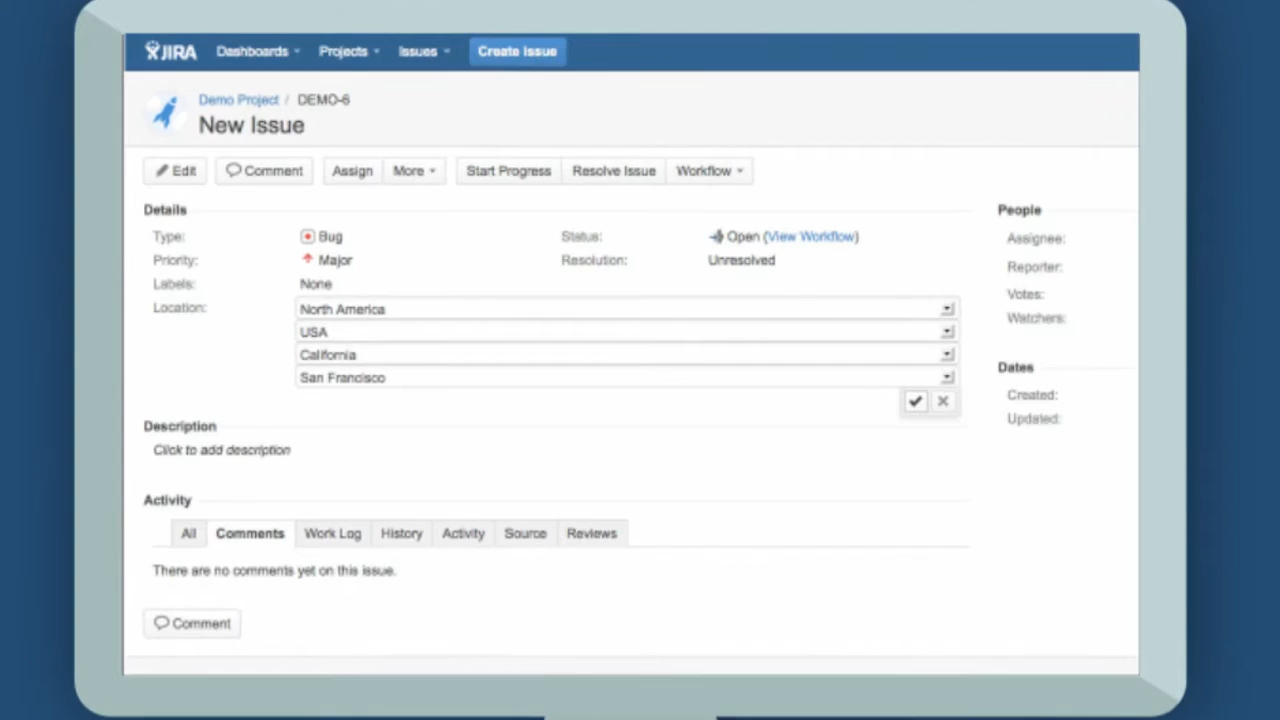 JIRA Dashboards Projects Issues Create Issue
Demo Project / DEMO-6
New Issue
Edit Comment Assign More Start Progress Resolve Issue Workflow
Details
Type: Bug
Priority: Major
Labels: None
Location: North America
USA
California
San Francisco
Status: Open (View Workflow)
Resolution: Unresolved
People
Assignee:
Reporter:
Votes:
Watchers:
Dates
Created:
Updated:
Description
Click to add description
Activity
All Comments Work Log History Activity Source Reviews
There are no comments yet on this issue.
Comment